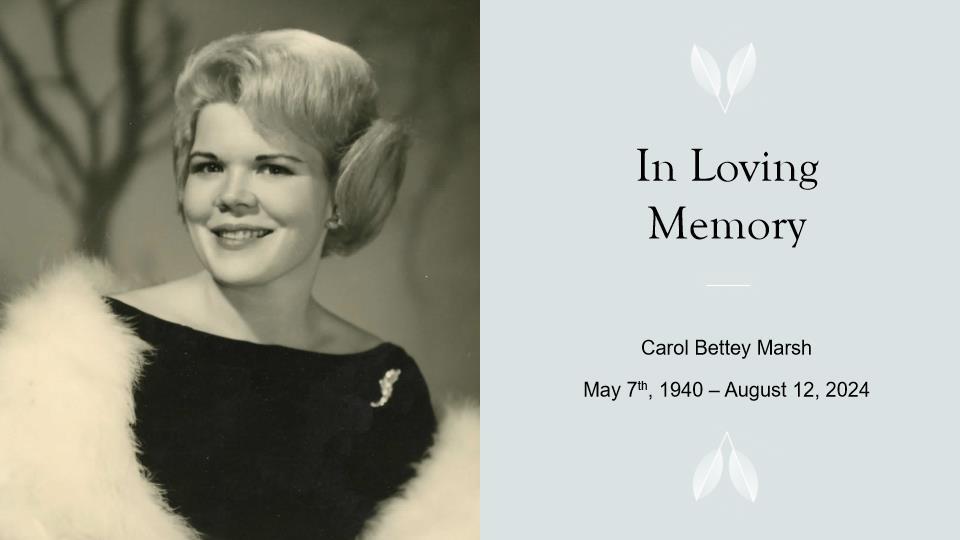 In Loving
Memory
Carol Bettey Marsh
May 7th, 1940 – August 12, 2024